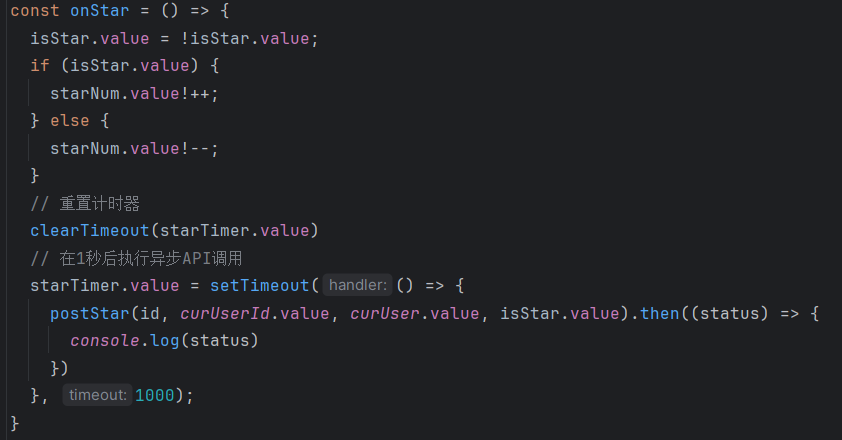 const onStar = () => {
isStar.value = !isStar.value;
if (isStar.value) {
starNum.value!++;
} else {
starNum.value!--;
}
// 重置计时器
clearTimeout(starTimer.value)
// 在1秒后执行异步API调用
starTimer.value = setTimeout( handler: () => {
postStar(id, curUserId.value, curUser.value, isStar.value).then((status) => {
console.log(status)
})
}, timeout: 1000);
}